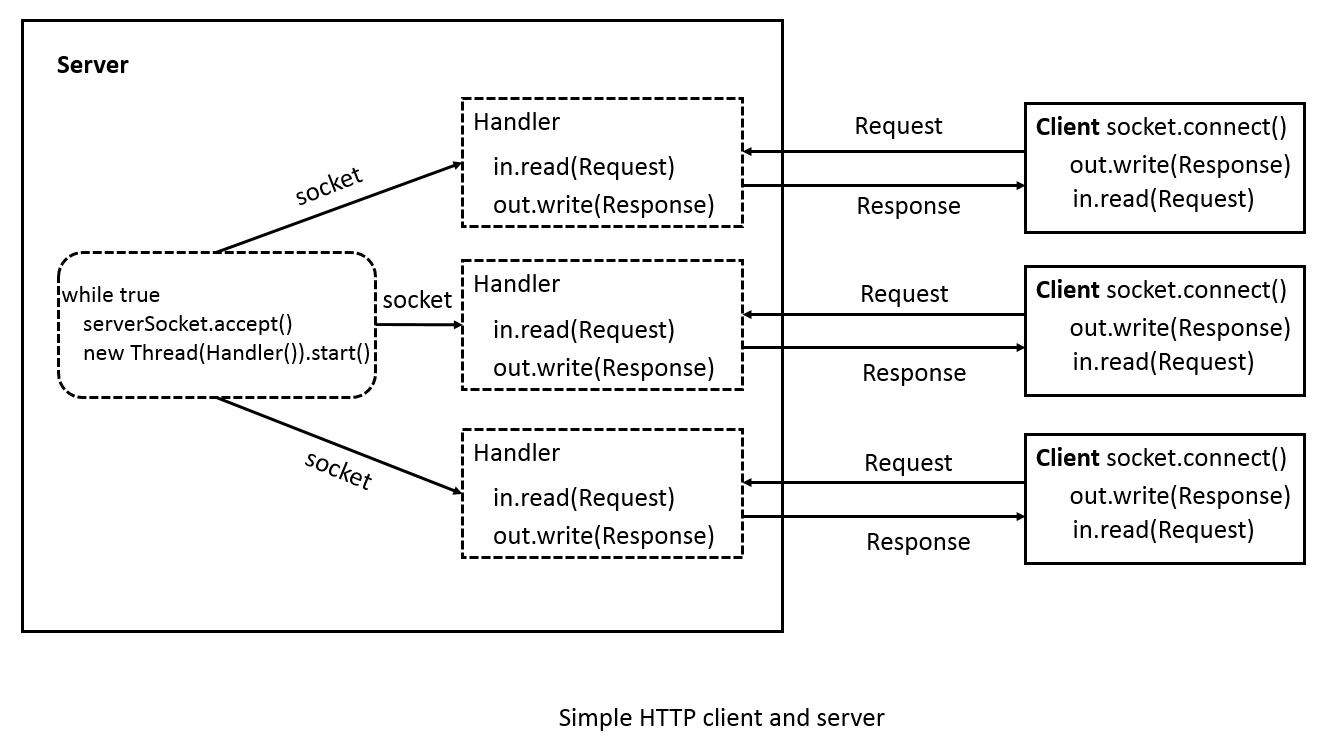 Server
while true
serverSocket.accept()
new Thread(Handler()).start()
socket
socket
socket
Handler
in.read(Request)
out.write(Response)
Request
Response
Client socket.connect()
out.write(Response)
in.read(Request)
Handler
in.read(Request)
out.write(Response)
Request
Response
Client socket.connect()
out.write(Response)
in.read(Request)
Handler
in.read(Request)
out.write(Response)
Request
Response
Client socket.connect()
out.write(Response)
in.read(Request)
Simple HTTP client and server